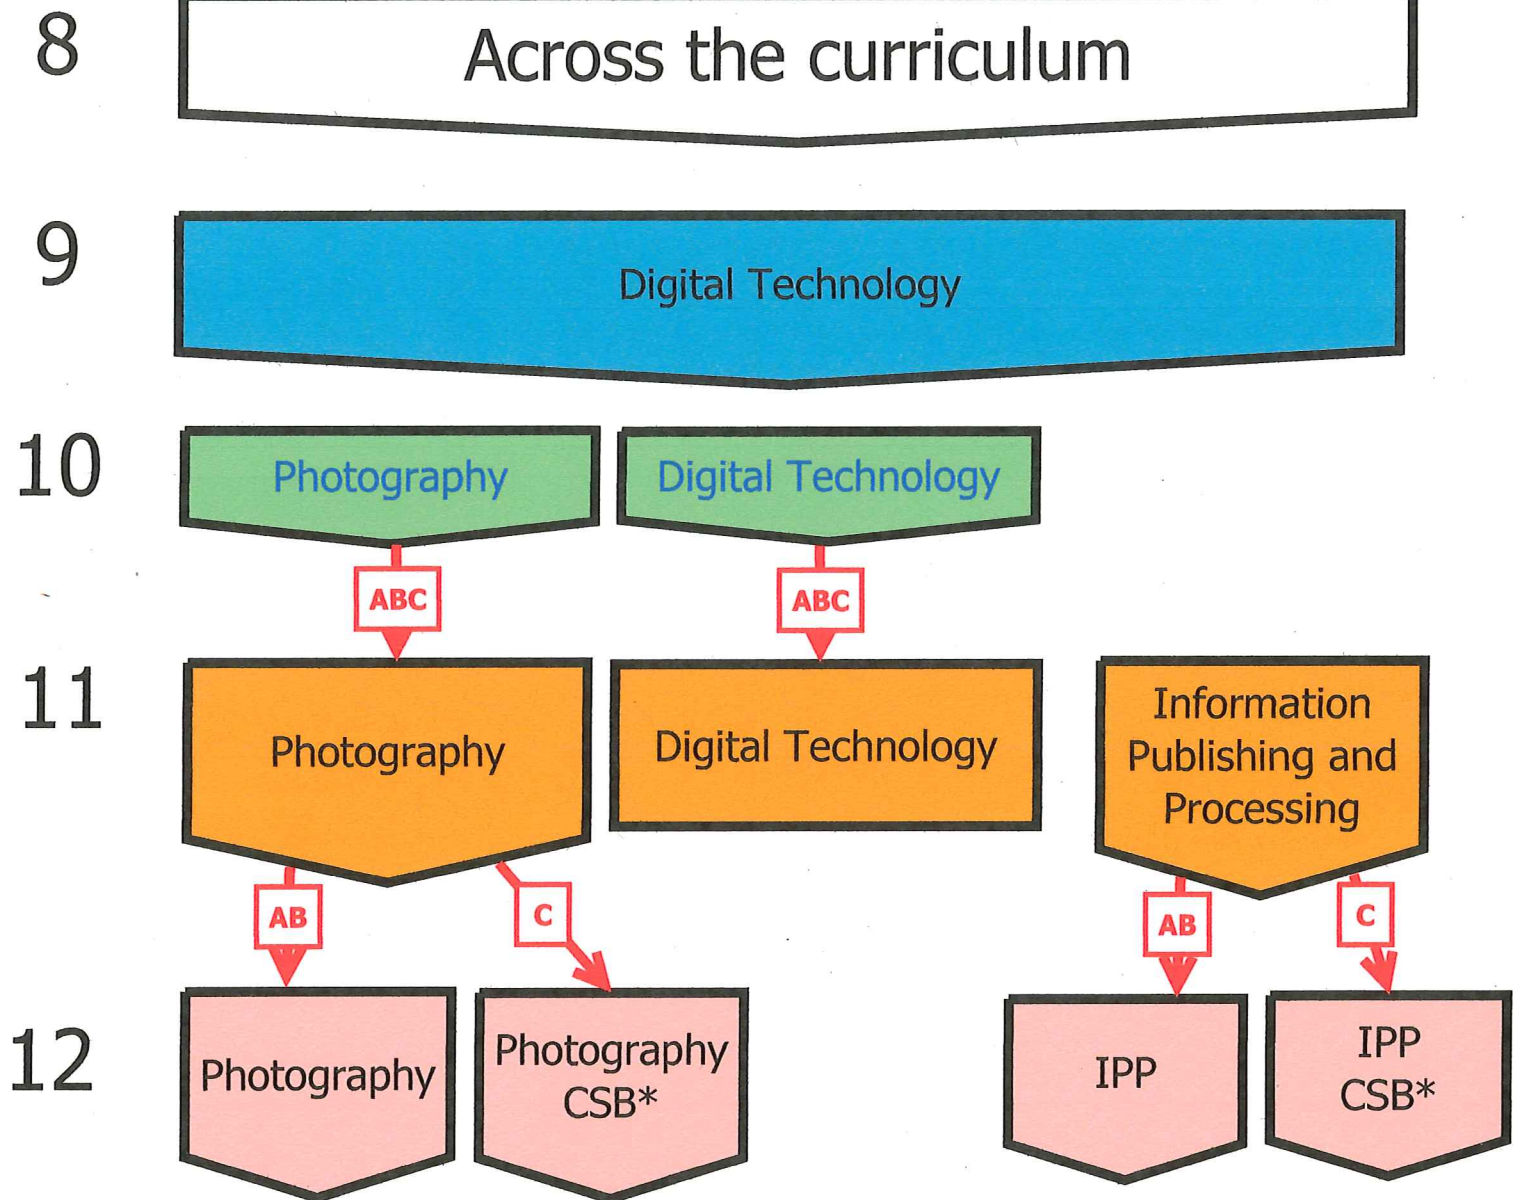 8
Across the curriculum
9
Digital Technology
10
Photography
Digital Technology
ABC
ABC
11
Photography
Digital Technology
Information
Publishing and
Processing
AB
C
AB
C
12
Photography
Photography
CSB*
IPP
IPP
CSB*